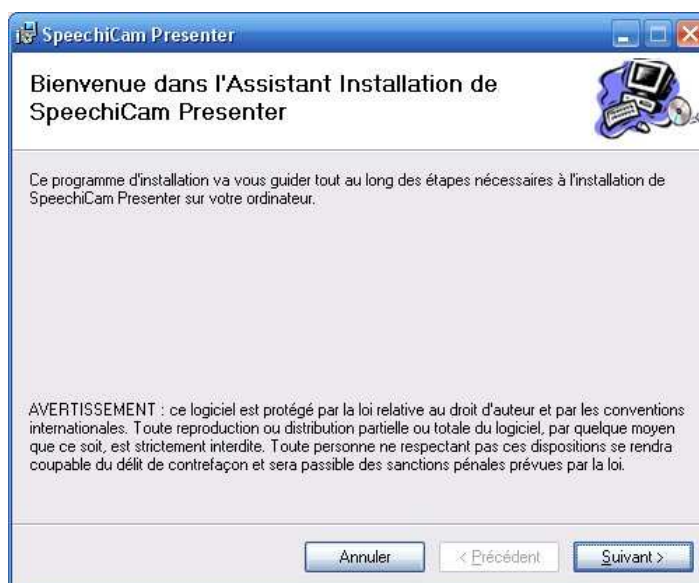 SpeechiCam Presenter
Bienvenue dans l'Assistant Installation de
SpeechiCam Presenter
Ce programme d'installation va vous guider tout au long des étapes nécessaires à l'installation de
SpeechiCam Presenter sur votre ordinateur.
AVERTISSEMENT : ce logiciel est protégé par la loi relative au droit d'auteur et par les conventions
internationales. Toute reproduction ou distribution partielle ou totale du logiciel, par quelque moyen
que ce soit, est strictement interdite. Toute personne ne respectant pas ces dispositions se rendra
coupable du délit de contrefaçon et sera passible des sanctions pénales prévues par la loi.
Annuler < Précédent Suivant >